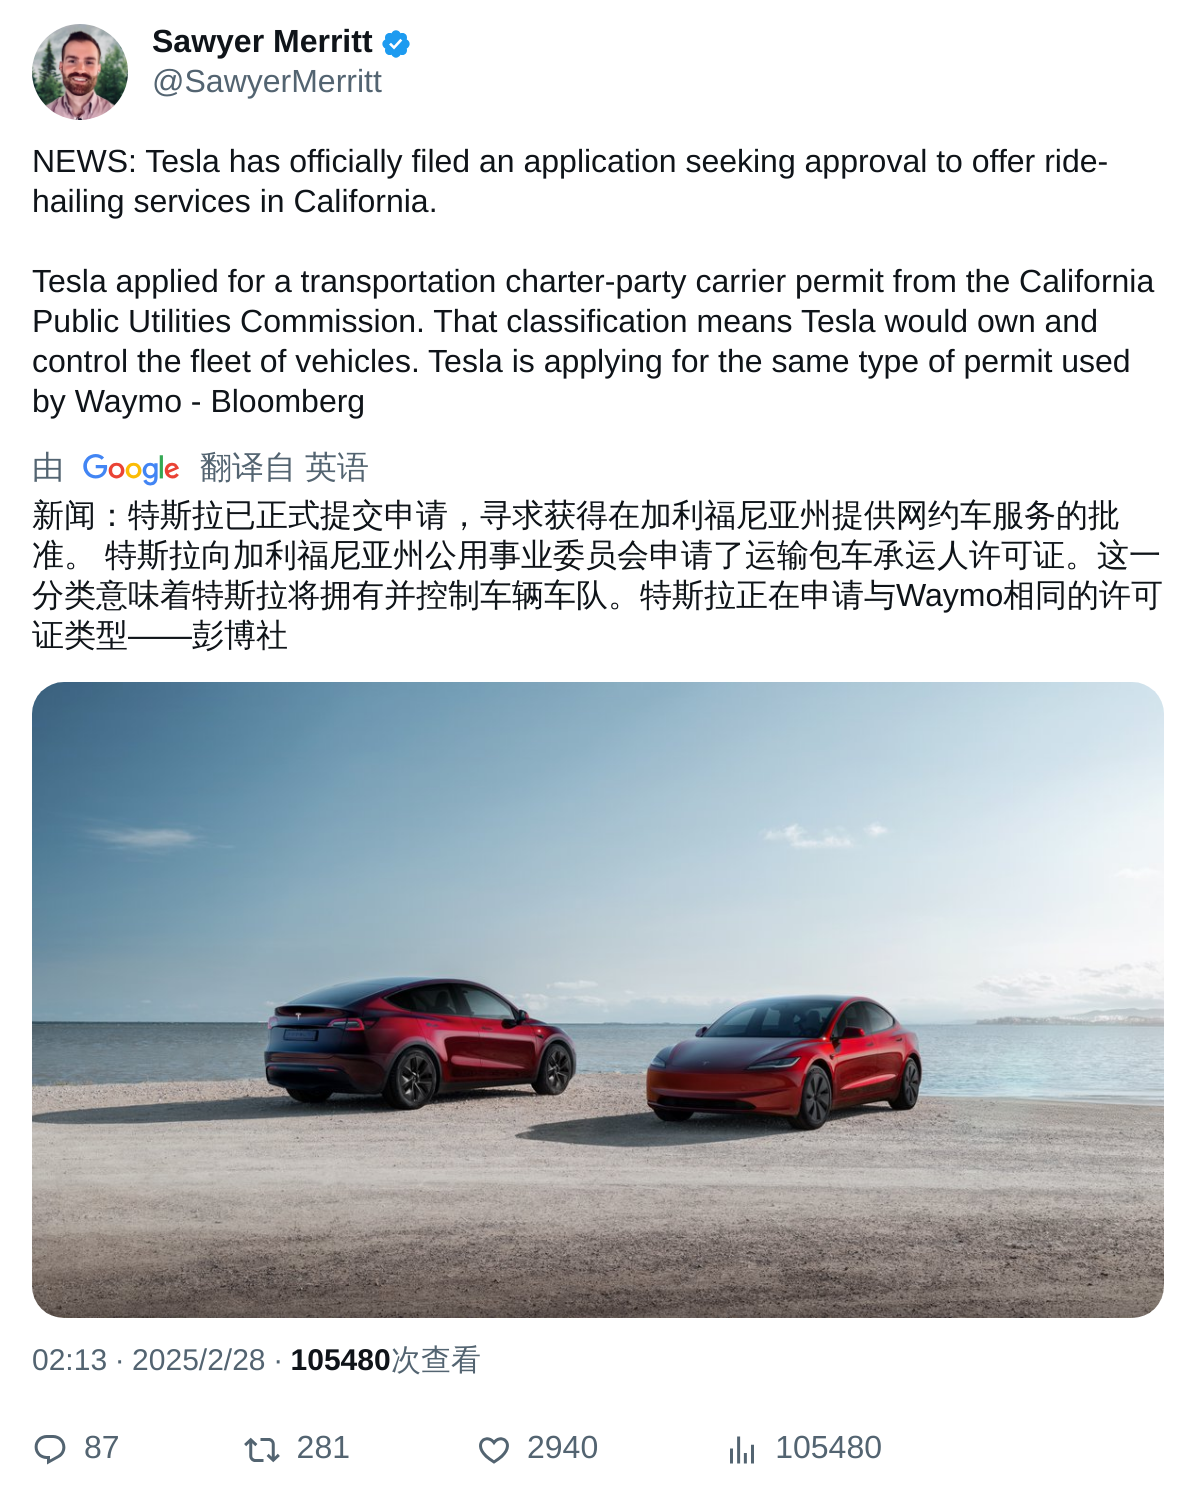 Sawyer Merritt
@SawyerMerritt
NEWS: Tesla has officially filed an application seeking approval to offer ride-
hailing services in California.
Tesla applied for a transportation charter-party carrier permit from the California
Public Utilities Commission. That classification means Tesla would own and
control the fleet of vehicles. Tesla is applying for the same type of permit used
by Waymo - Bloomberg
由 Google 翻译自 英语
新闻：特斯拉已正式提交申请，寻求获得在加利福尼亚州提供网约车服务的批
准。 特斯拉向加利福尼亚州公用事业委员会申请了运输包车承运人许可证。这一
分类意味着特斯拉将拥有并控制车辆车队。特斯拉正在申请与Waymo相同的许可
证类型——彭博社
02:13 · 2025/2/28 · 105480次查看
87 281 2940 105480